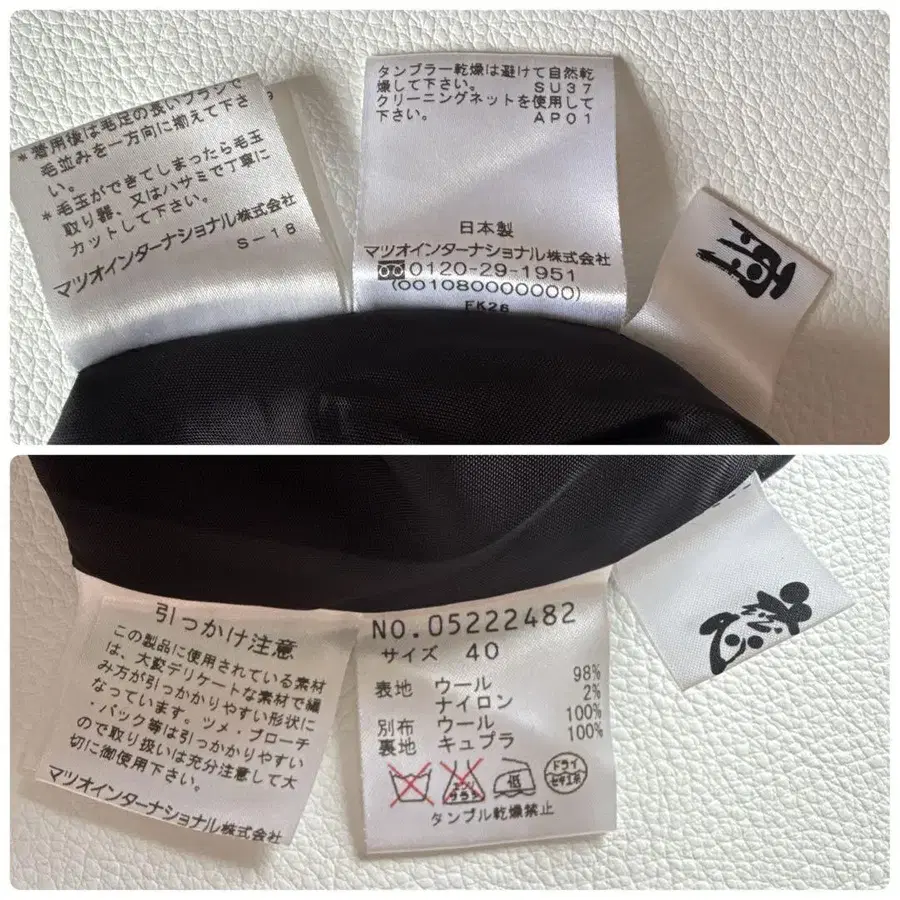 *着用後は毛足の長いブラシで
毛並みを一方向に揃えて下さ
い。
*毛玉ができてしまったら毛玉
取り器、又はハサミで丁寧に
カットして下さい。
マツオインターナショナル株式会社
S-18
タンブラー乾燥は避けて自然乾
燥して下さい。 SU37
クリーニングネットを使用して
下さい。 AP01
日本製
マツオインターナショナル株式会社
0120-29-1951
(001080000000)
FK26
引っかけ注意
この製品に使用されている素材
は、大変デリケートな素材で編
み方が引っかかりやすい形状に
なっています。ツメ・ブローチ
・バック等は引っかかりやすい
ので取り扱いは充分注意して大
切に御使用下さい。
マツオインターナショナル株式会社
NO.05222482
サイズ 40
表地 ウール 98%
ナイロン 2%
別布 ウール 100%
裏地 キュプラ 100%
エンソ
サラシ
低
ドライ
セキユ系
タンブル乾燥禁止